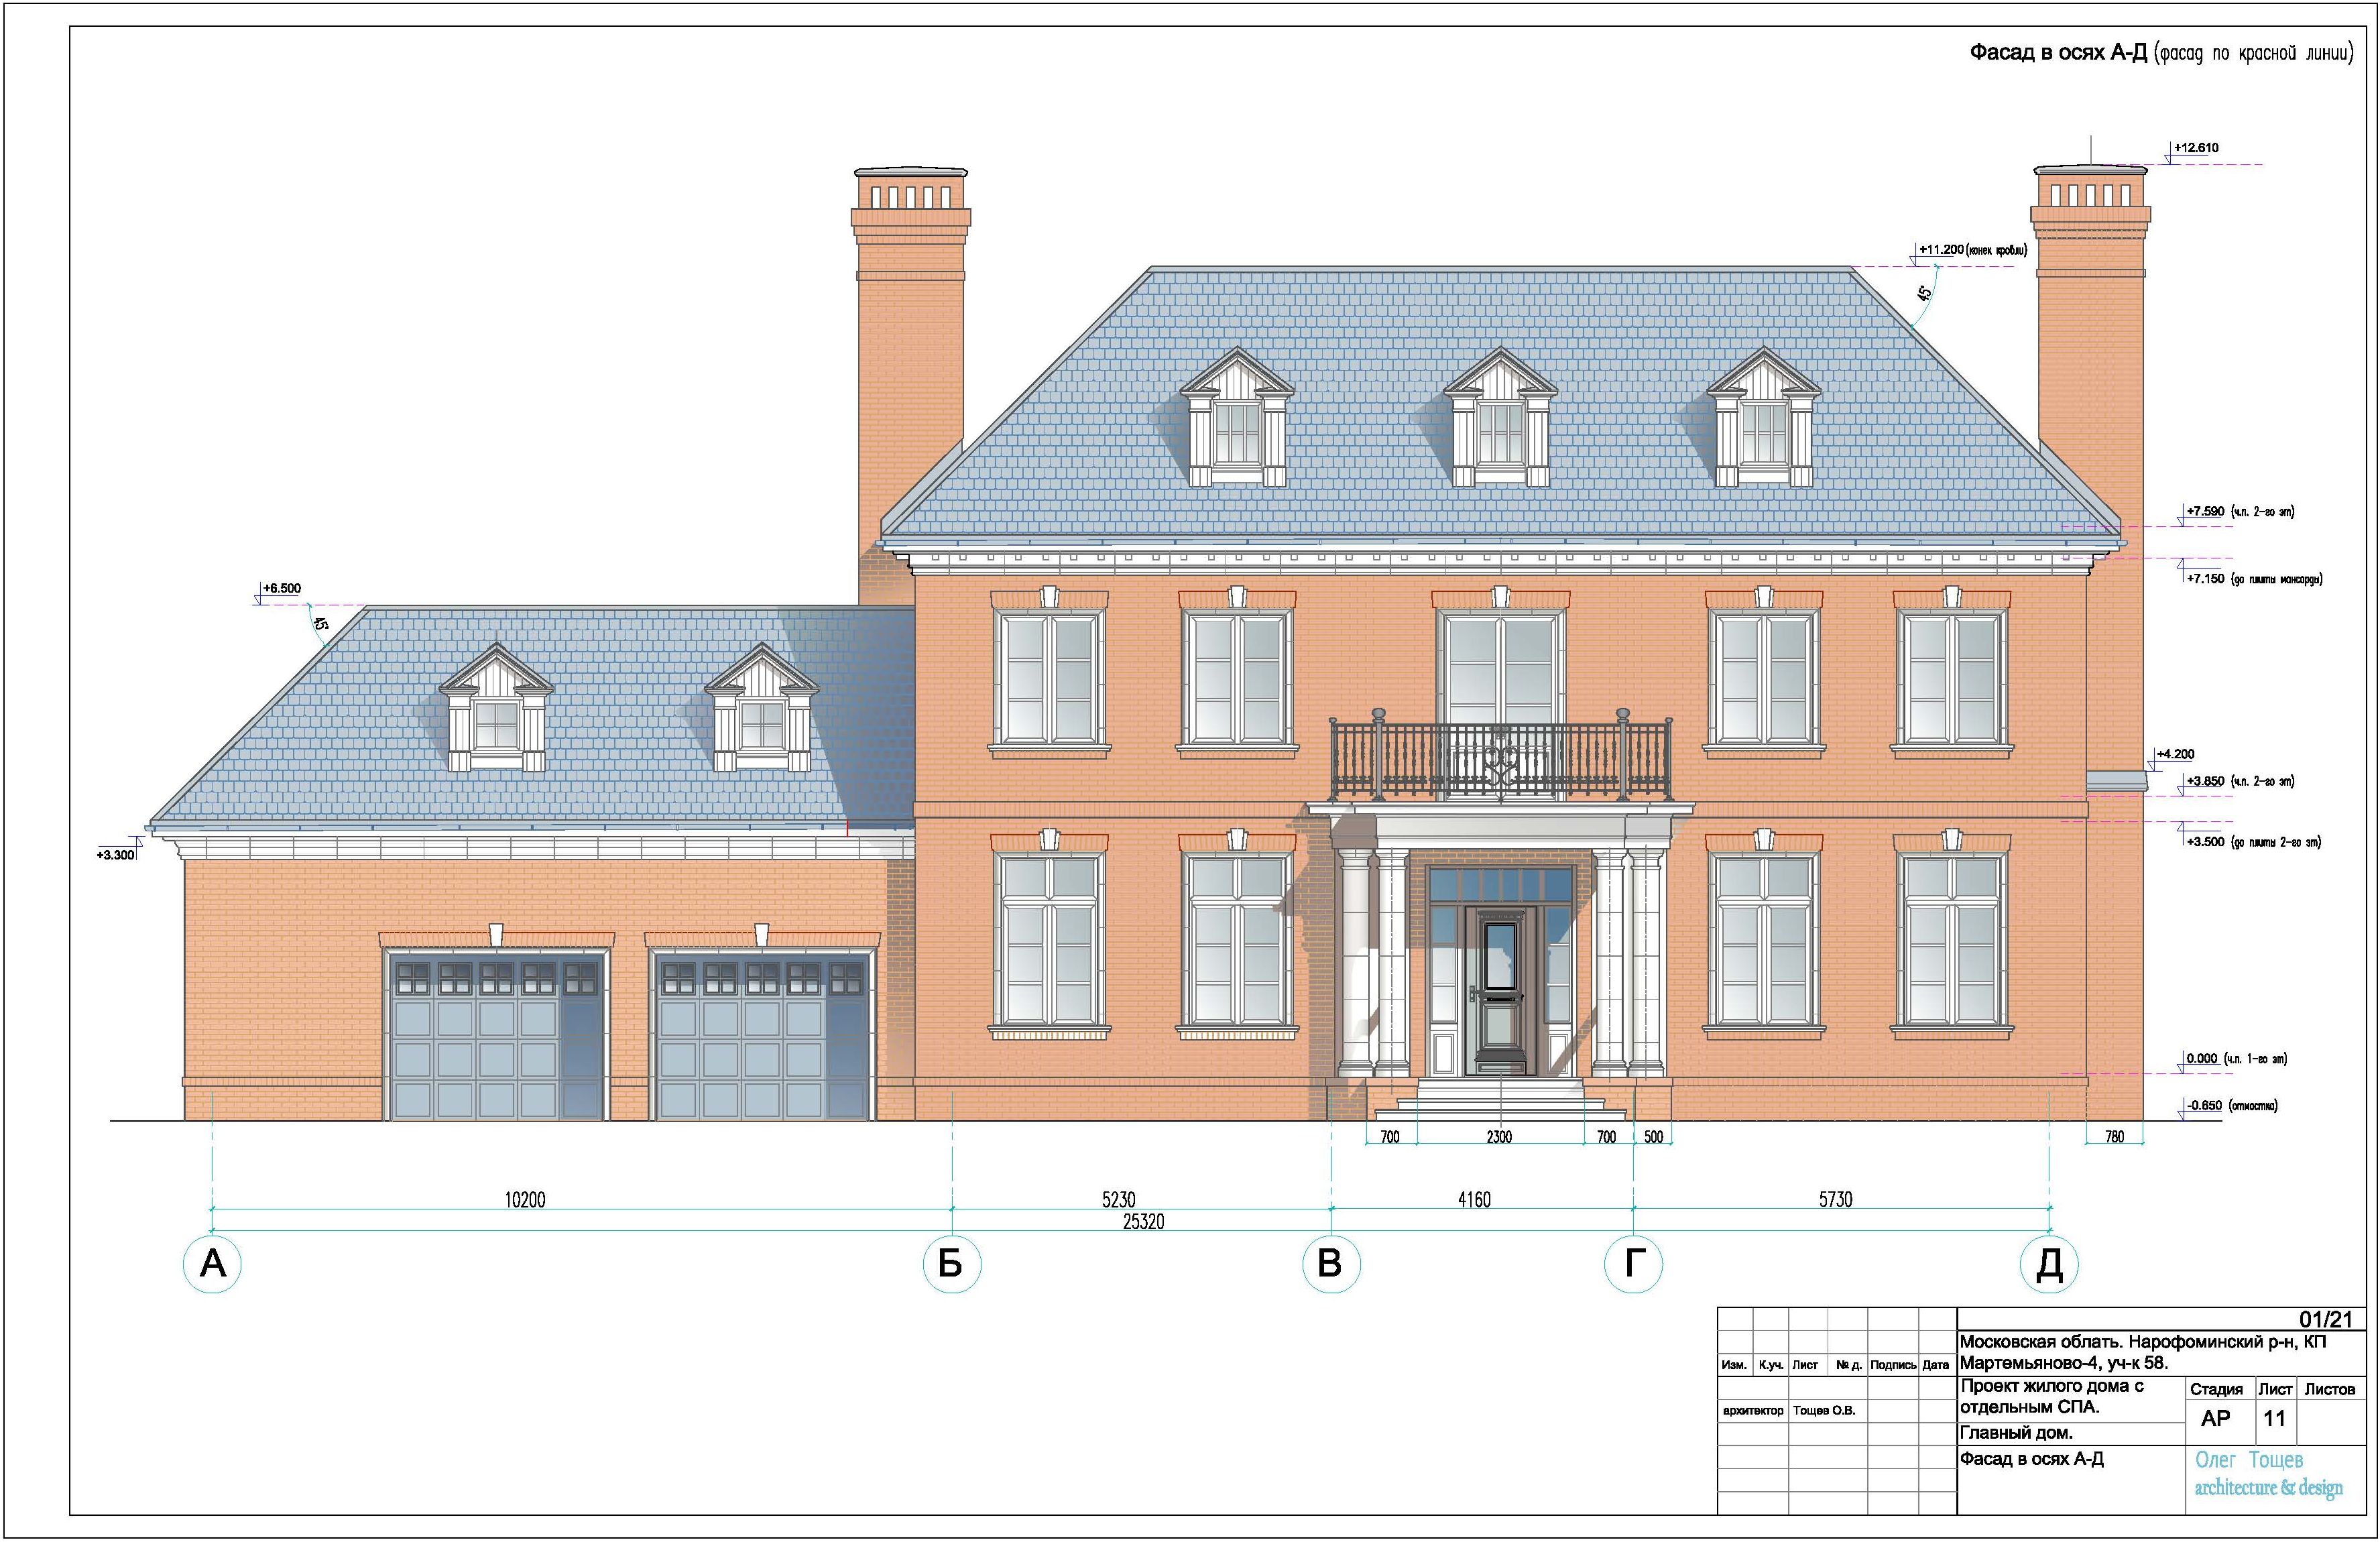 Фасад в осях А-Д (фасад по красной линии)
+12.610
+11.200 (конек кровли)
45°
+7.590 (ч.п. 2-го эт)
+7.150 (до плиты мансарды)
+6.500
45°
+4.200
+3.850 (ч.п. 2-го эт)
+3.500 (до плиты 2-го эт)
+3.300
0.000 (ч.п. 1-го эт)
-0.650 (отмостка)
700 2300 700 500 780
10200 5230 4160 5730
25320
А Б В Г Д
01/21
Московская облать. Нарофоминский р-н, КП
Мартемьяново-4, уч-к 58.
Изм. К.уч. Лист № д. Подпись Дата
Проект жилого дома с
отдельным СПА.
Стадия Лист Листов
архитектор Тощев О.В.
АР 11
Главный дом.
Фасад в осях А-Д
Олег Тощев
architecture & design